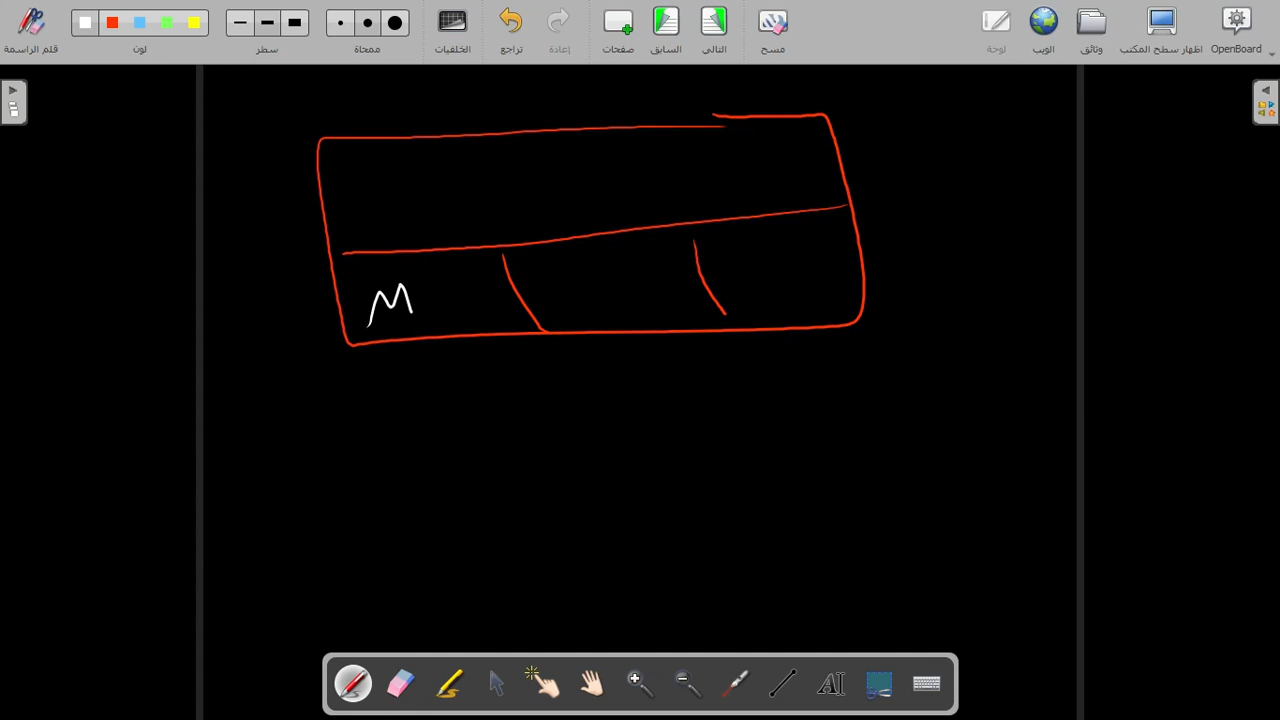 قلم الراسمة
لون
سطر
ممحاة
الخلفيات
تراجع
إعادة
صفحات
السابق
التالي
مسح
لوحة
الويب
وثائق
اظهار سطح المكتب
OpenBoard
M
AI